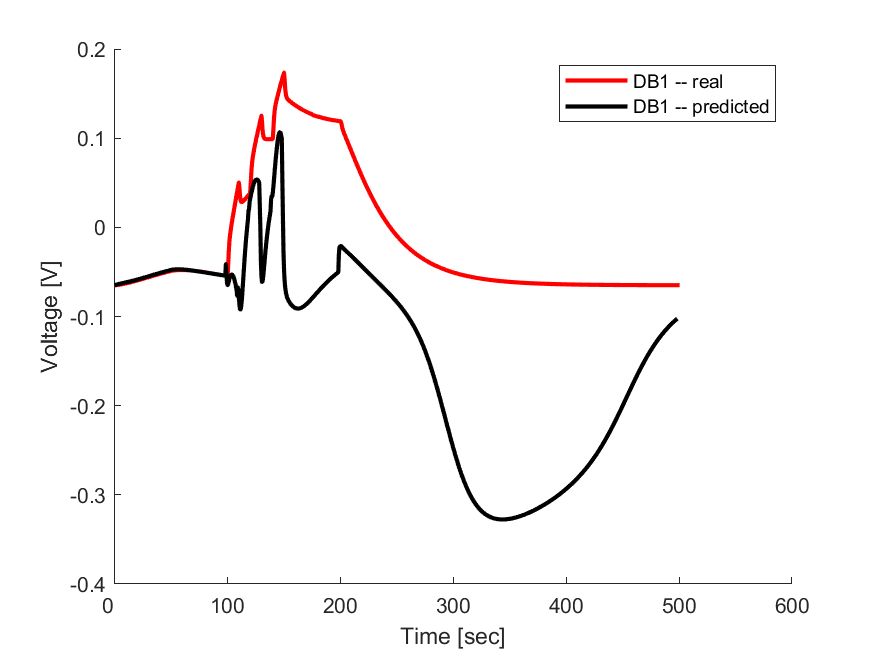 0.2
0.1
0
-0.1
-0.2
-0.3
-0.4
Voltage [V]
0 100 200 300 400 500 600
Time [sec]
DB1 -- real
DB1 -- predicted